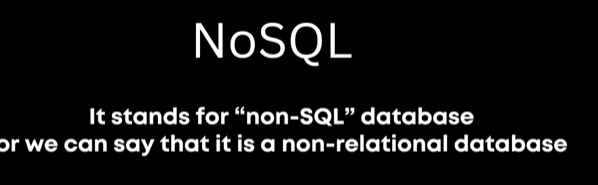 NoSQL
It stands for “non-SQL” database
or we can say that it is a non-relational database